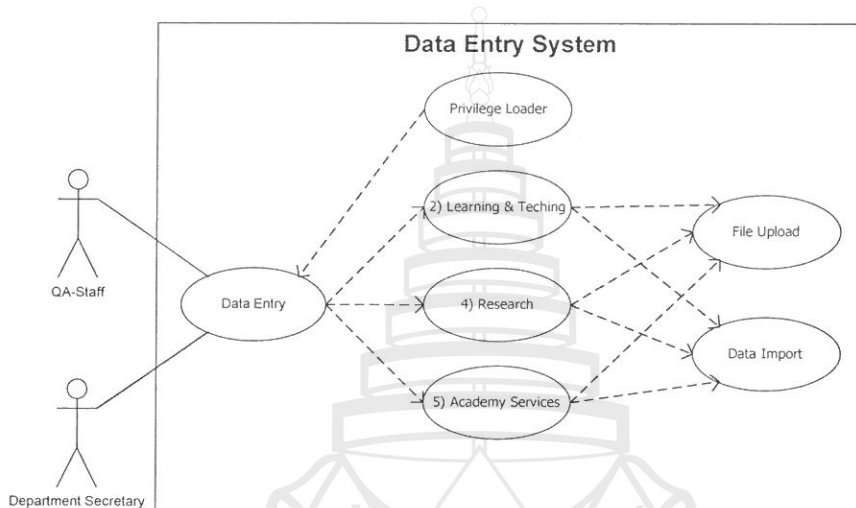 Data Entry System
Privilege Loader
2) Learning & Teching
File Upload
QA-Staff
Data Entry
4) Research
Data Import
5) Academy Services
Department Secretary